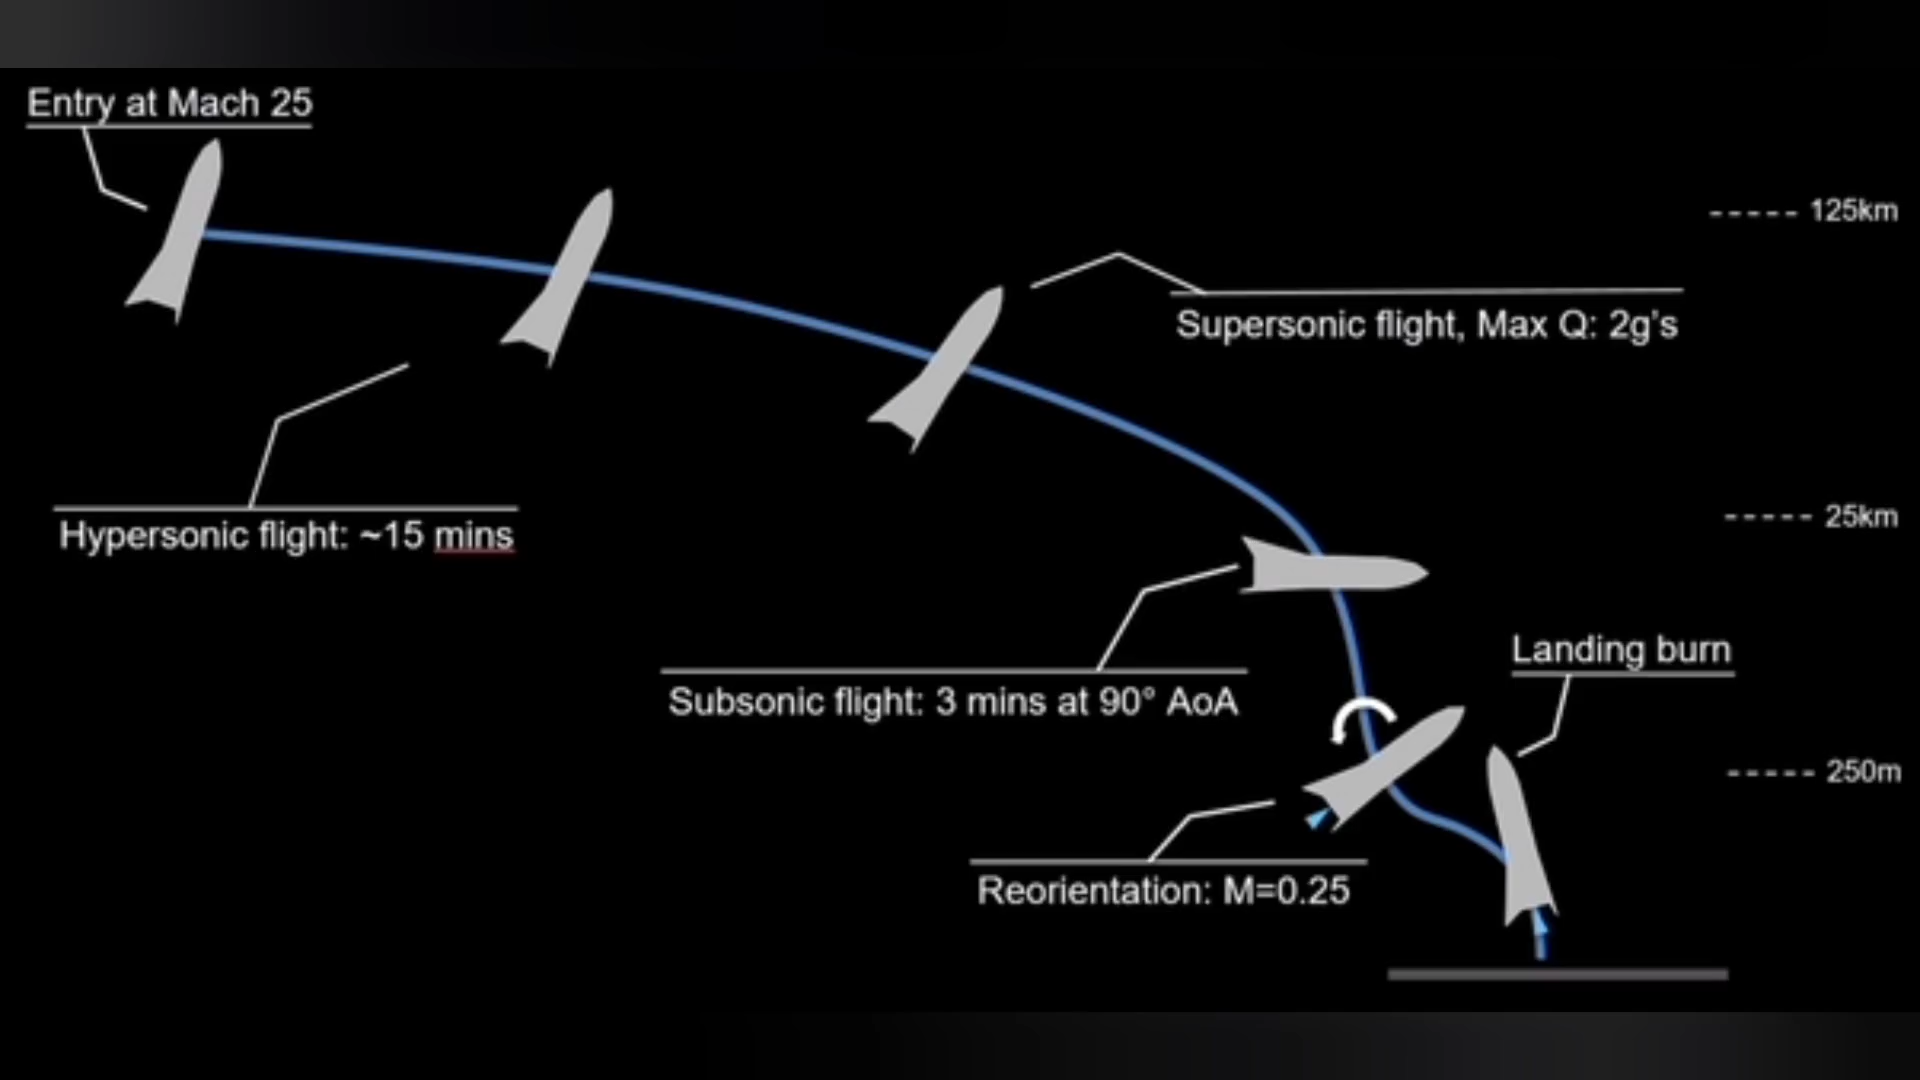 Entry at Mach 25
125km
Supersonic flight, Max Q: 2g's
25km
Hypersonic flight: ~15 mins
Landing burn
Subsonic flight: 3 mins at 90° AoA
250m
Reorientation: M=0.25